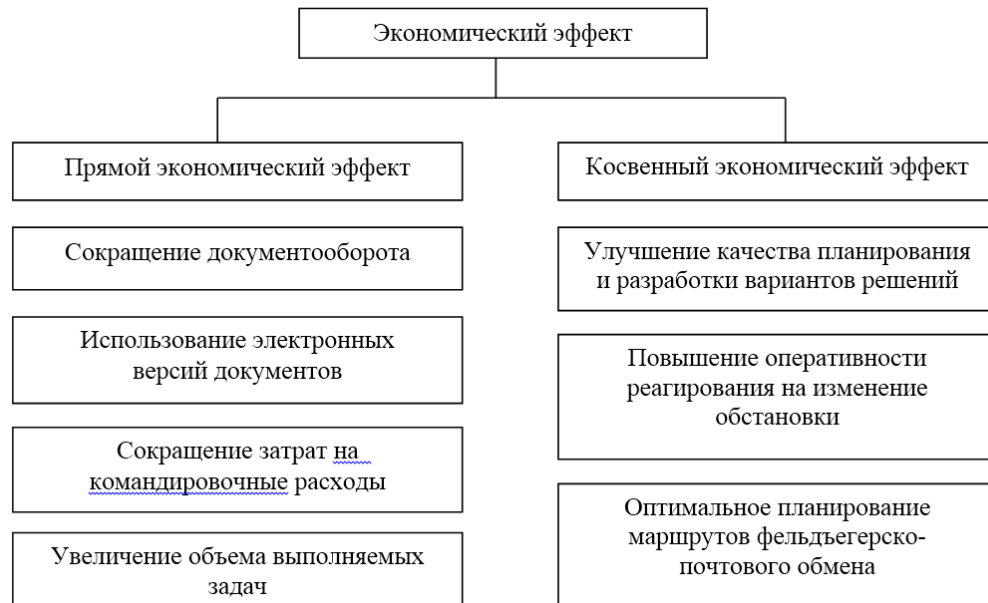 Экономический эффект
Прямой экономический эффект
Сокращение документооборота
Использование электронных
версий документов
Сокращение затрат на
командировочные расходы
Увеличение объема выполняемых
задач
Косвенный экономический эффект
Улучшение качества планирования
и разработки вариантов решений
Повышение оперативности
реагирования на изменение
обстановки
Оптимальное планирование
маршрутов фельдъегерско-
почтового обмена